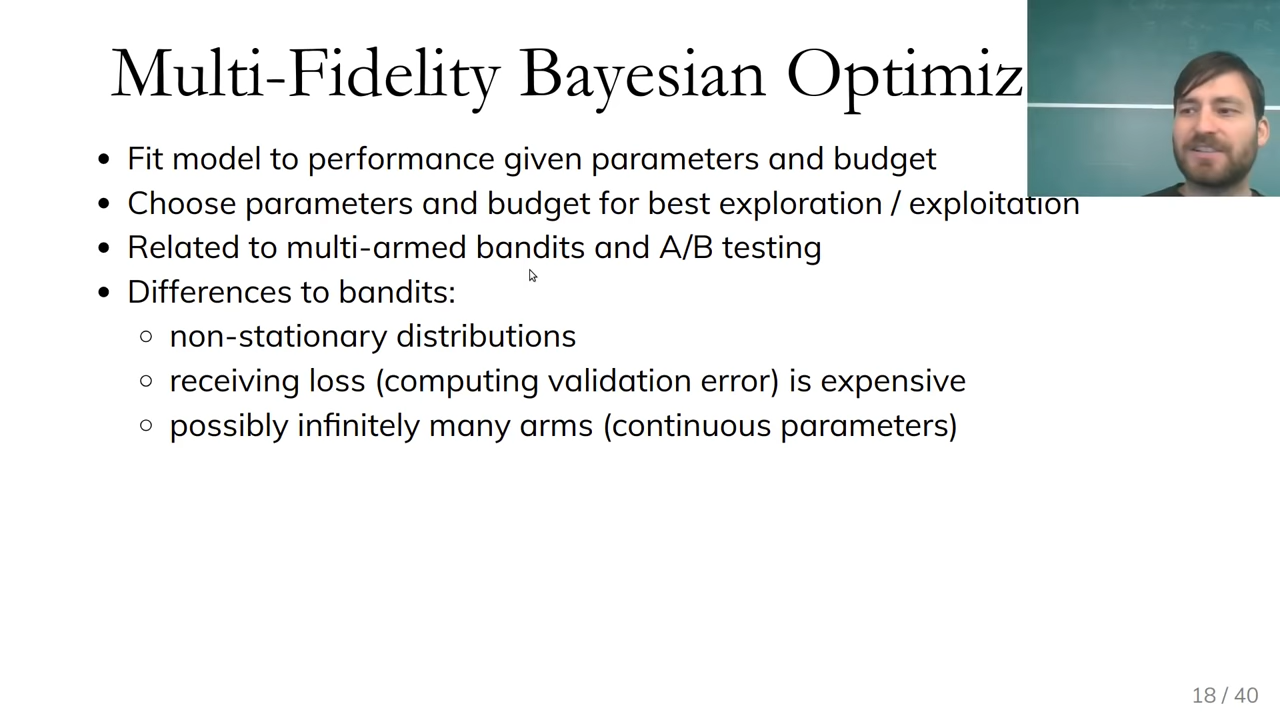 Multi-Fidelity Bayesian Optimiz
Fit model to performance given parameters and budget
Choose parameters and budget for best exploration / exploitation
Related to multi-armed bandits and A/B testing
Differences to bandits:
non-stationary distributions
receiving loss (computing validation error) is expensive
possibly infinitely many arms (continuous parameters)
18 / 40